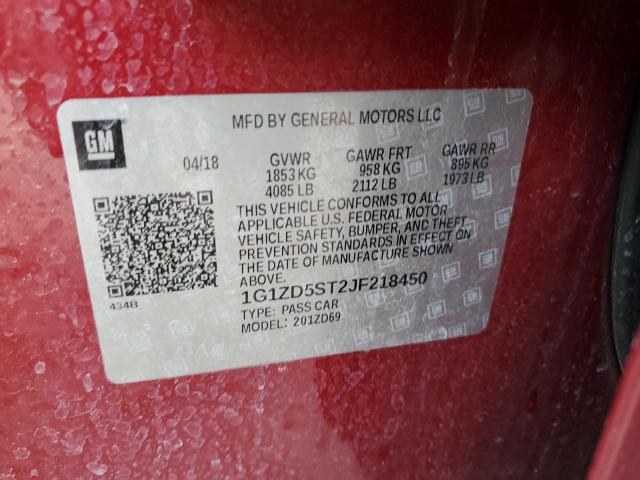 MFD BY GENERAL MOTORS LLC
GM
04/18 GVWR GAWR FRT GAWR RR
1853 KG 958 KG 895 KG
4085 LB 2112 LB 1973 LB
THIS VEHICLE CONFORMS TO ALL
APPLICABLE U.S. FEDERAL MOTOR
VEHICLE SAFETY, BUMPER, AND THEFT
PREVENTION STANDARDS IN EFFECT ON
THE DATE OF MANUFACTURE SHOWN
ABOVE.
434B
1G1ZD5ST2JF218450
TYPE: PASS CAR
MODEL: 201ZD69